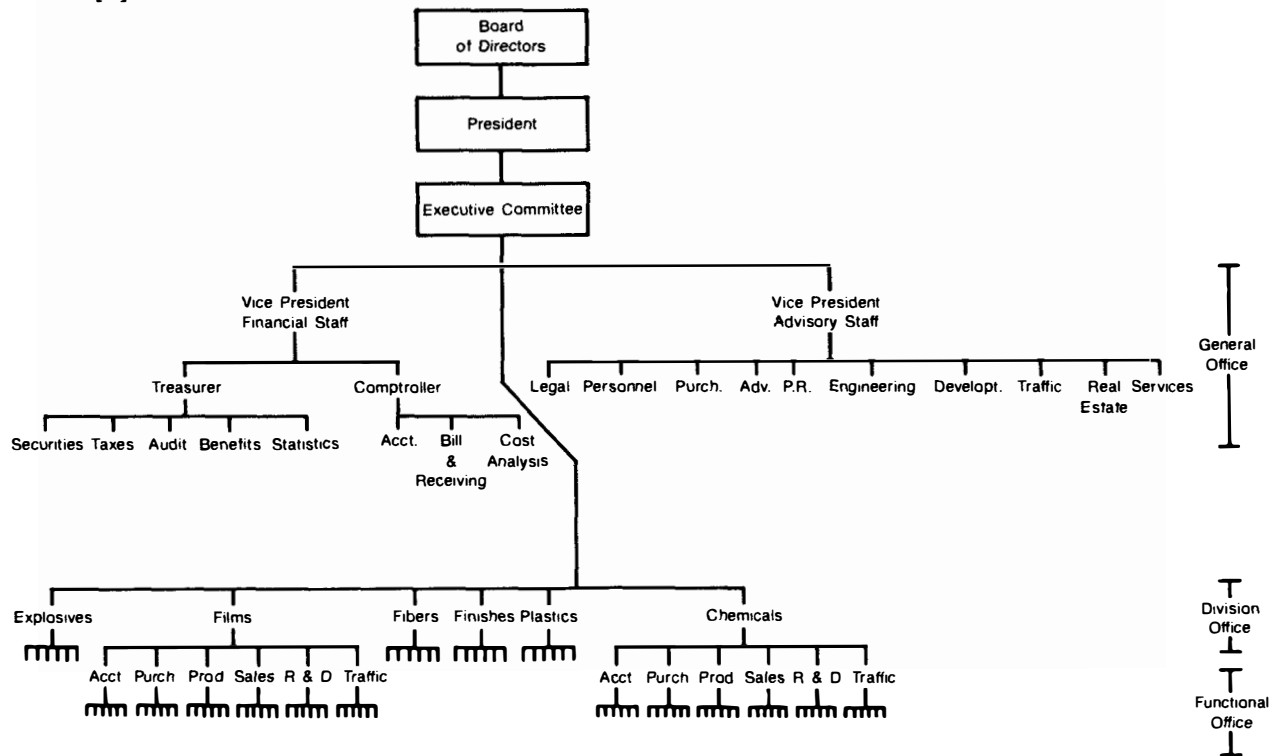 Board
of Directors
President
Executive Committee
Vice President
Financial Staff
Vice President
Advisory Staff
General
Office
Treasurer
Comptroller
Legal Personnel Purch. Adv. P.R. Engineering Developt. Traffic Real Services
Estate
Securities Taxes Audit Benefits Statistics
Acct. Bill Cost
& Analysis
Receiving
Explosives Films Fibers Finishes Plastics Chemicals
Division
Office
Acct Purch Prod Sales R & D Traffic
Acct Purch Prod Sales R & D Traffic
Functional
Office